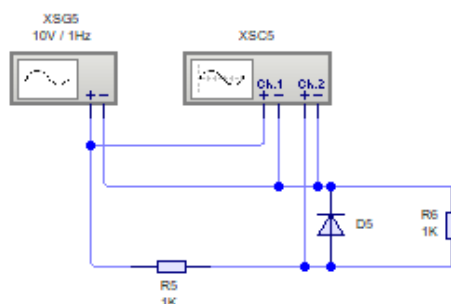 XSG5
10V / 1Hz
XSC5
Ch.1 Ch.2
+ -
+ - + -
D5
R6
1K
R5
1K